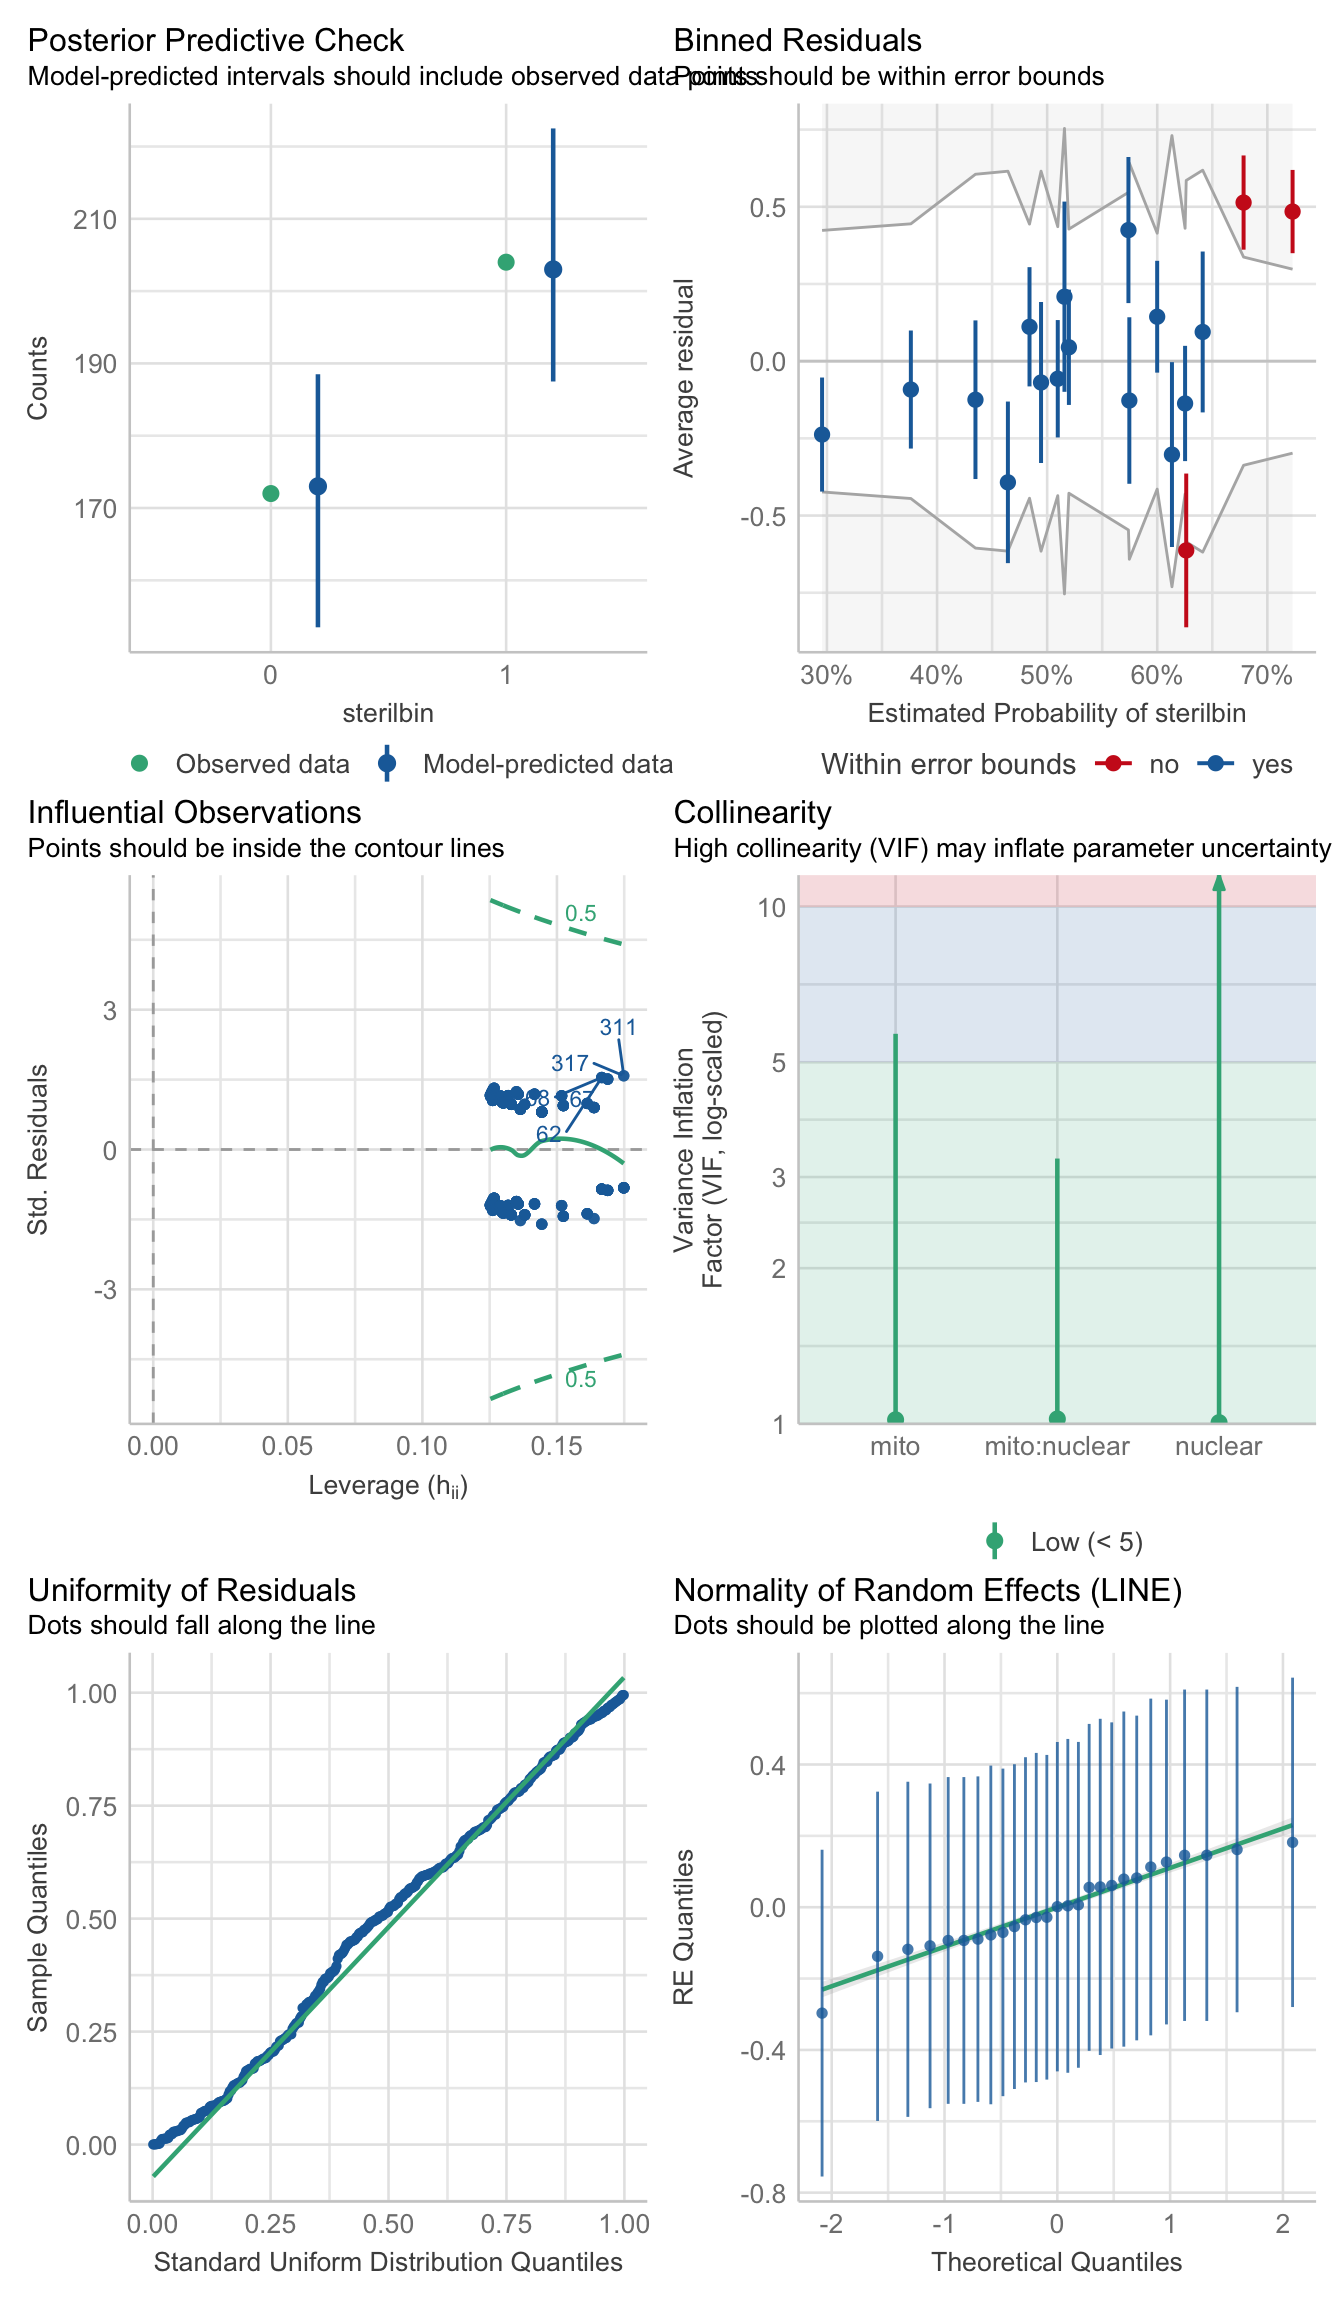 Posterior Predictive Check
Model-predicted intervals should include observed data points
Counts
210
190
170
0
1
sterilbin
Observed data
Model-predicted data
Binned Residuals
Points should be within error bounds
Average residual
0.5
0.0
-0.5
30%
40%
50%
60%
70%
Estimated Probability of sterilbin
Within error bounds
no
yes
Influential Observations
Points should be inside the contour lines
Std. Residuals
3
0
-3
0.5
311
317
62
0.5
0.00
0.05
0.10
0.15
Leverage (hii)
Collinearity
High collinearity (VIF) may inflate parameter uncertainty
Variance Inflation
Factor (VIF, log-scaled)
10
5
3
2
1
mito
mito:nuclear
nuclear
Low (< 5)
Uniformity of Residuals
Dots should fall along the line
Sample Quantiles
1.00
0.75
0.50
0.25
0.00
0.00
0.25
0.50
0.75
1.00
Standard Uniform Distribution Quantiles
Normality of Random Effects (LINE)
Dots should be plotted along the line
RE Quantiles
0.4
0.0
-0.4
-0.8
-2
-1
0
1
2
Theoretical Quantiles